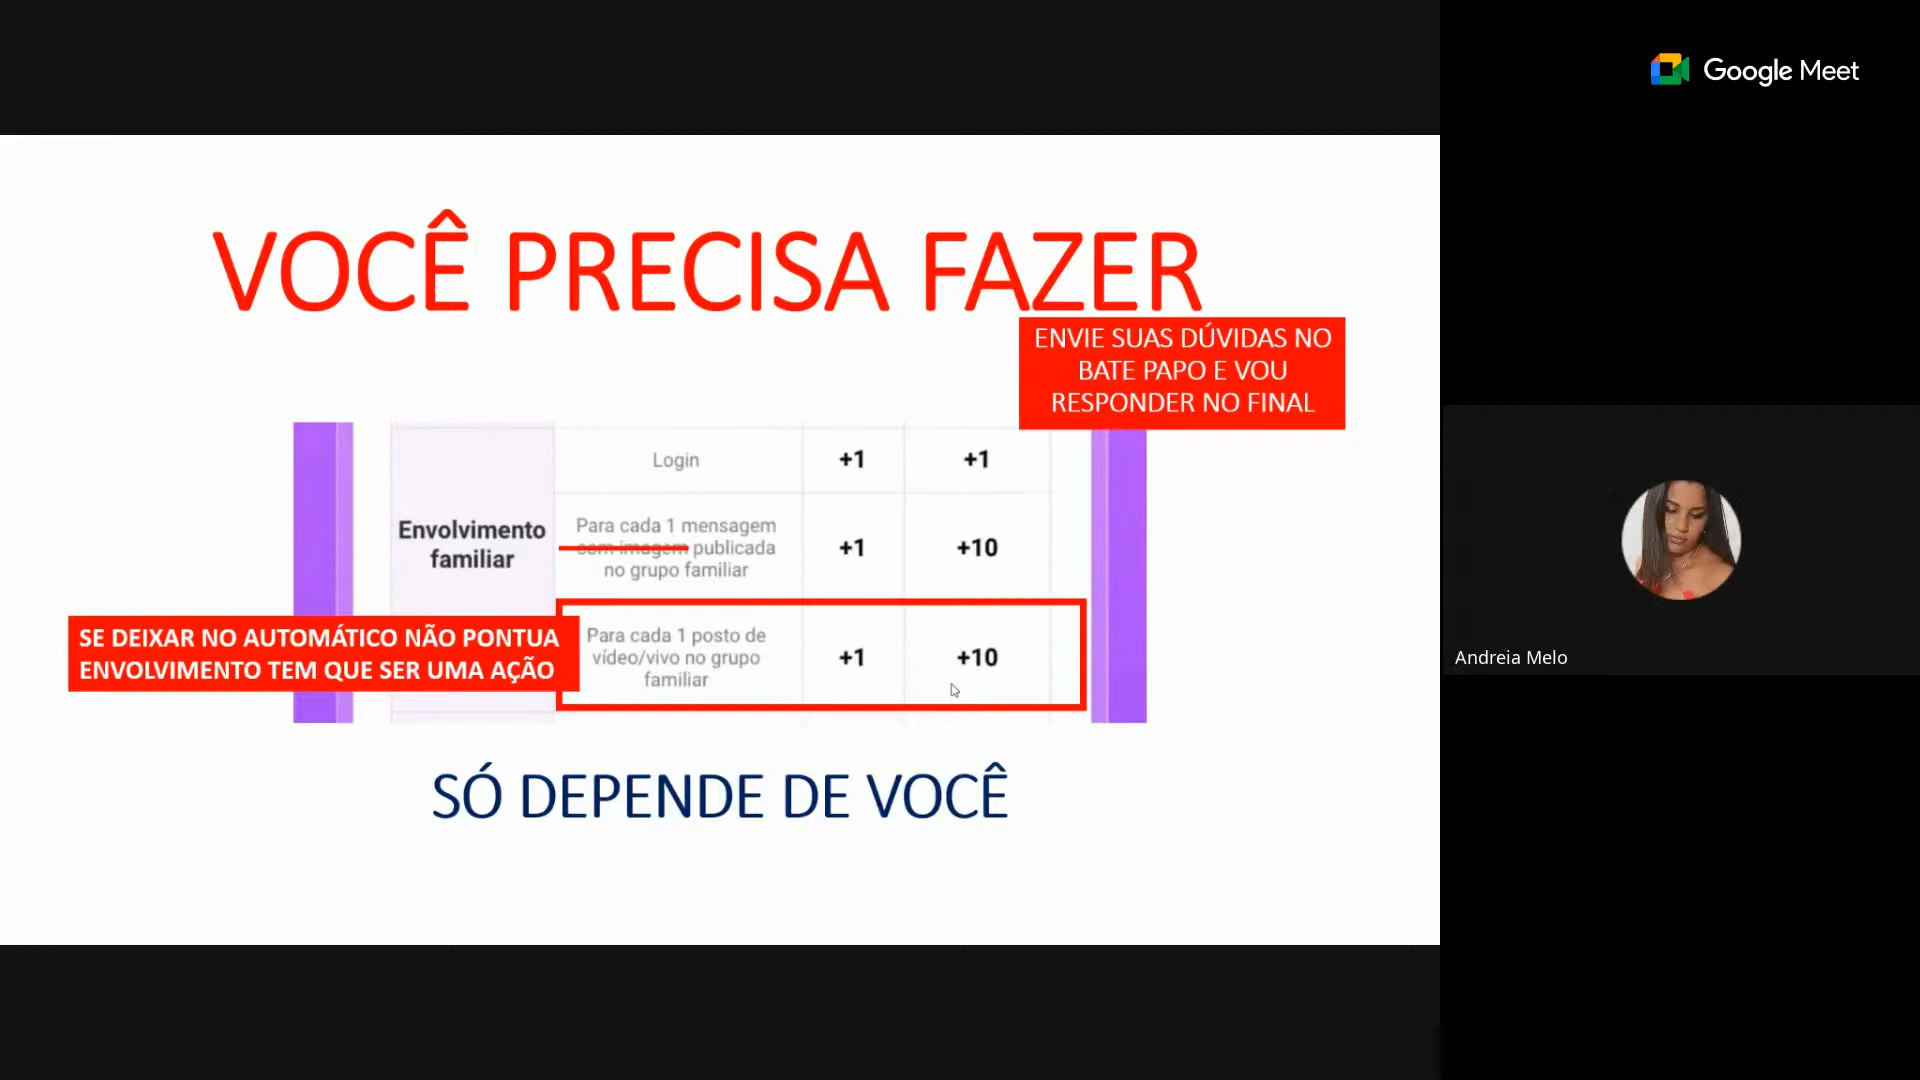 Google Meet
VOCÊ PRECISA FAZER
ENVIE SUAS DÚVIDAS NO
BATE PAPO E VOU
RESPONDER NO FINAL
Login
+1
+1
Envolvimento
familiar
Para cada 1 mensagem
com imagem publicada
no grupo familiar
+1
+10
SE DEIXAR NO AUTOMÁTICO NÃO PONTUA
ENVOLVIMENTO TEM QUE SER UMA AÇÃO
Para cada 1 posto de
vídeo/vivo no grupo
familiar
+1
+10
SÓ DEPENDE DE VOCÊ
Andreia Melo